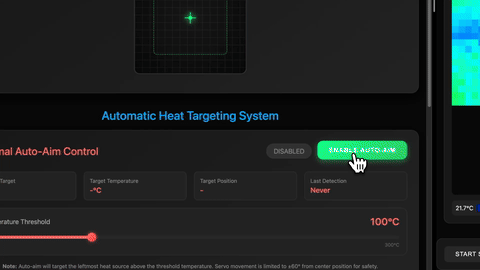 Automatic Heat Targeting System
nal Auto-Aim Control
DISABLED
ENABLE AUTO-AIM
Target
Target Temperature
Target Position
Last Detection
-°C
-
Never
erature Threshold
100°C
300°C
Note: Auto-aim will target the leftmost heat source above the threshold temperature. Servo movement is limited to ±60° from center position for safety.
21.7°C
START S